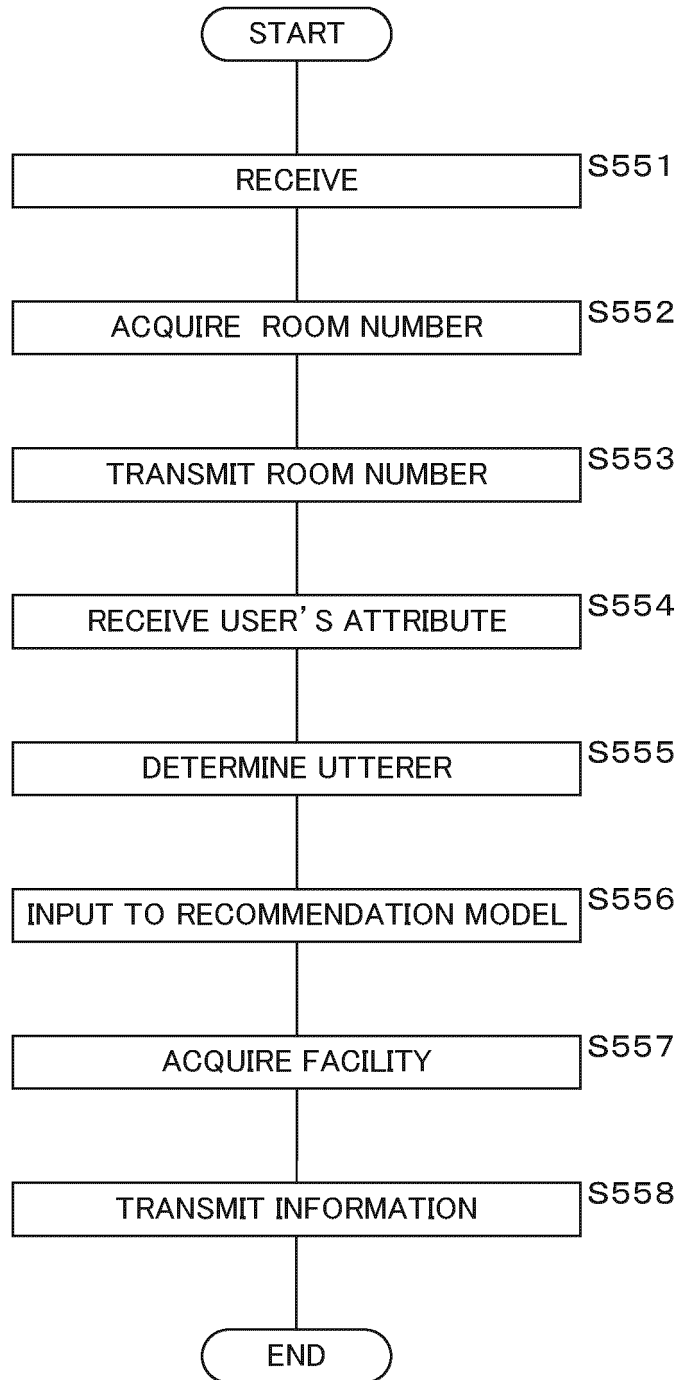 START
RECEIVE S551
ACQUIRE ROOM NUMBER S552
TRANSMIT ROOM NUMBER S553
RECEIVE USER'S ATTRIBUTE S554
DETERMINE UTTERER S555
INPUT TO RECOMMENDATION MODEL S556
ACQUIRE FACILITY S557
TRANSMIT INFORMATION S558
END